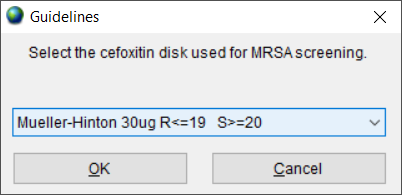 Guidelines
Select the cefoxitin disk used for MRSA screening.
Mueller-Hinton 30ug R<=19   S>=20
OK Cancel